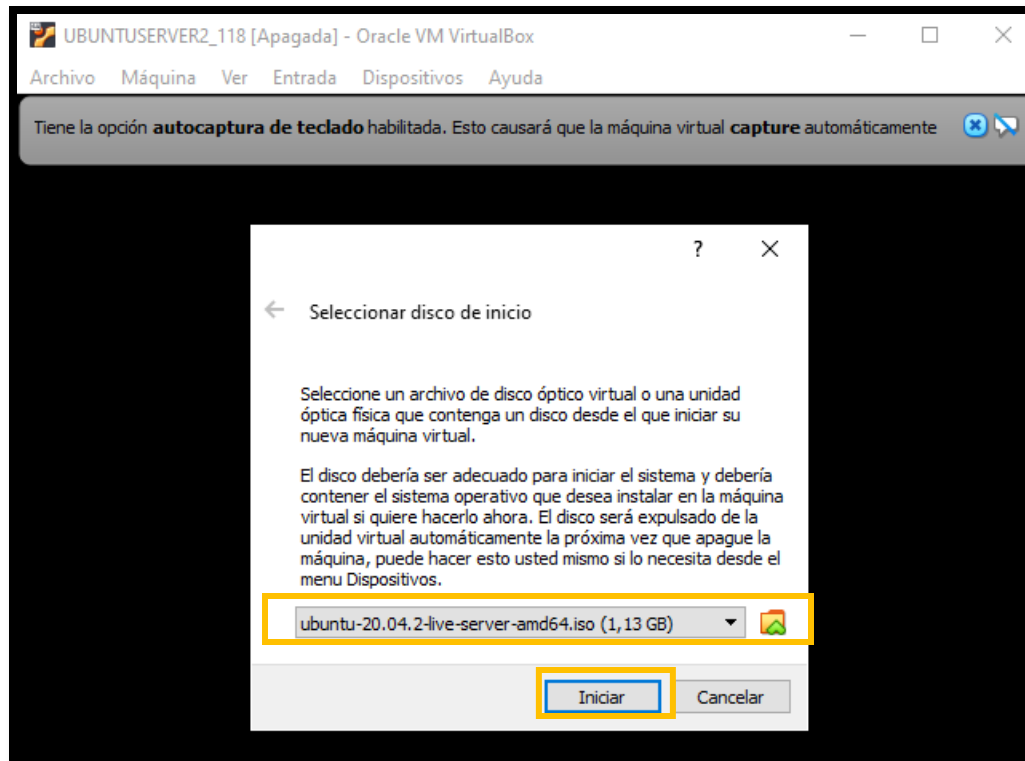 UBUNTUSERVER2_118 [Apagada] - Oracle VM VirtualBox
Archivo Máquina Ver Entrada Dispositivos Ayuda
Tiene la opción autocaptura de teclado habilitada. Esto causará que la máquina virtual capture automáticamente
?
Seleccionar disco de inicio
Seleccione un archivo de disco óptico virtual o una unidad
óptica física que contenga un disco desde el que iniciar su
nueva máquina virtual.
El disco debería ser adecuado para iniciar el sistema y debería
contener el sistema operativo que desea instalar en la máquina
virtual si quiere hacerlo ahora. El disco será expulsado de la
unidad virtual automáticamente la próxima vez que apague la
máquina, puede hacer esto usted mismo si lo necesita desde el
menu Dispositivos.
ubuntu-20.04.2-live-server-amd64.iso (1,13 GB)
Iniciar Cancelar